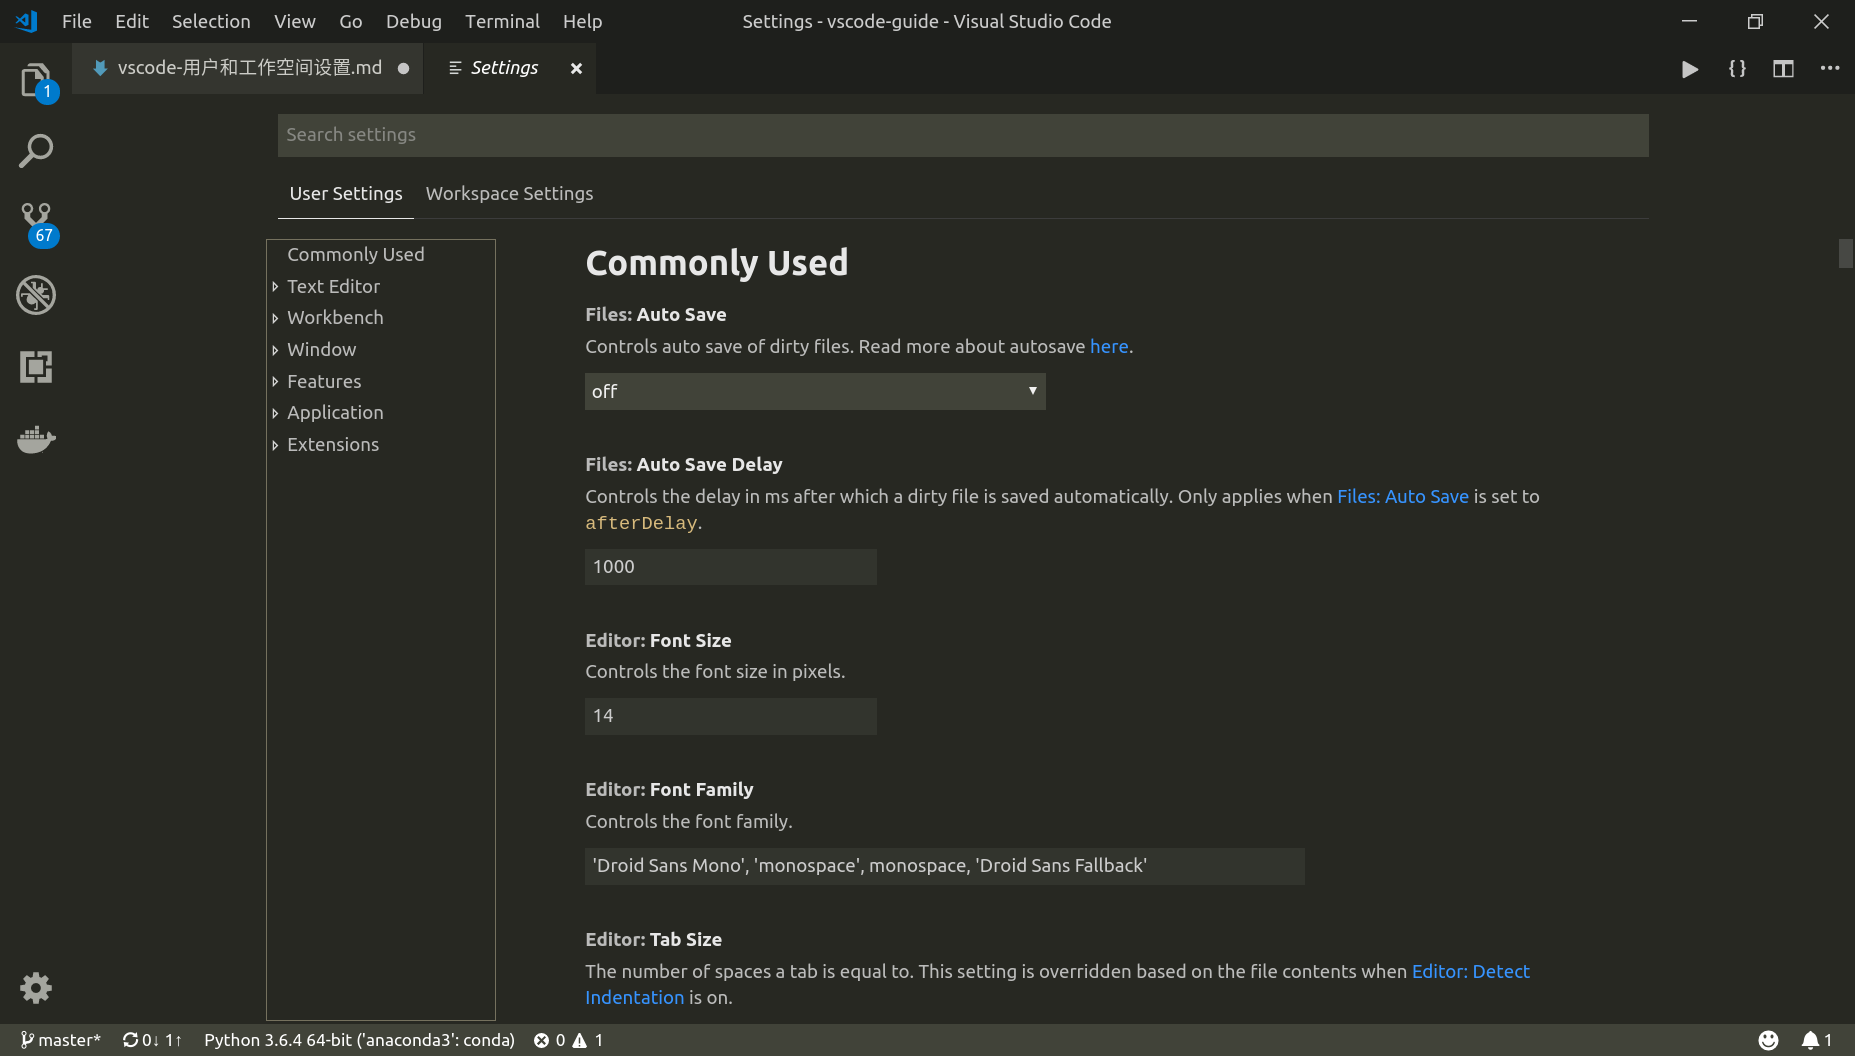 File Edit Selection View Go Debug Terminal Help Settings - vscode-guide - Visual Studio Code
vscode-用户和工作空间设置.md Settings
1
67
Search settings
User Settings Workspace Settings
Commonly Used
Text Editor
Workbench
Window
Features
Application
Extensions
Commonly Used
Files: Auto Save
Controls auto save of dirty files. Read more about autosave here.
off
Files: Auto Save Delay
Controls the delay in ms after which a dirty file is saved automatically. Only applies when Files: Auto Save is set to
afterDelay.
1000
Editor: Font Size
Controls the font size in pixels.
14
Editor: Font Family
Controls the font family.
'Droid Sans Mono', 'monospace', monospace, 'Droid Sans Fallback'
Editor: Tab Size
The number of spaces a tab is equal to. This setting is overridden based on the file contents when Editor: Detect
Indentation is on.
master* 0↓ 1↑ Python 3.6.4 64-bit ('anaconda3': conda) 0 1 1